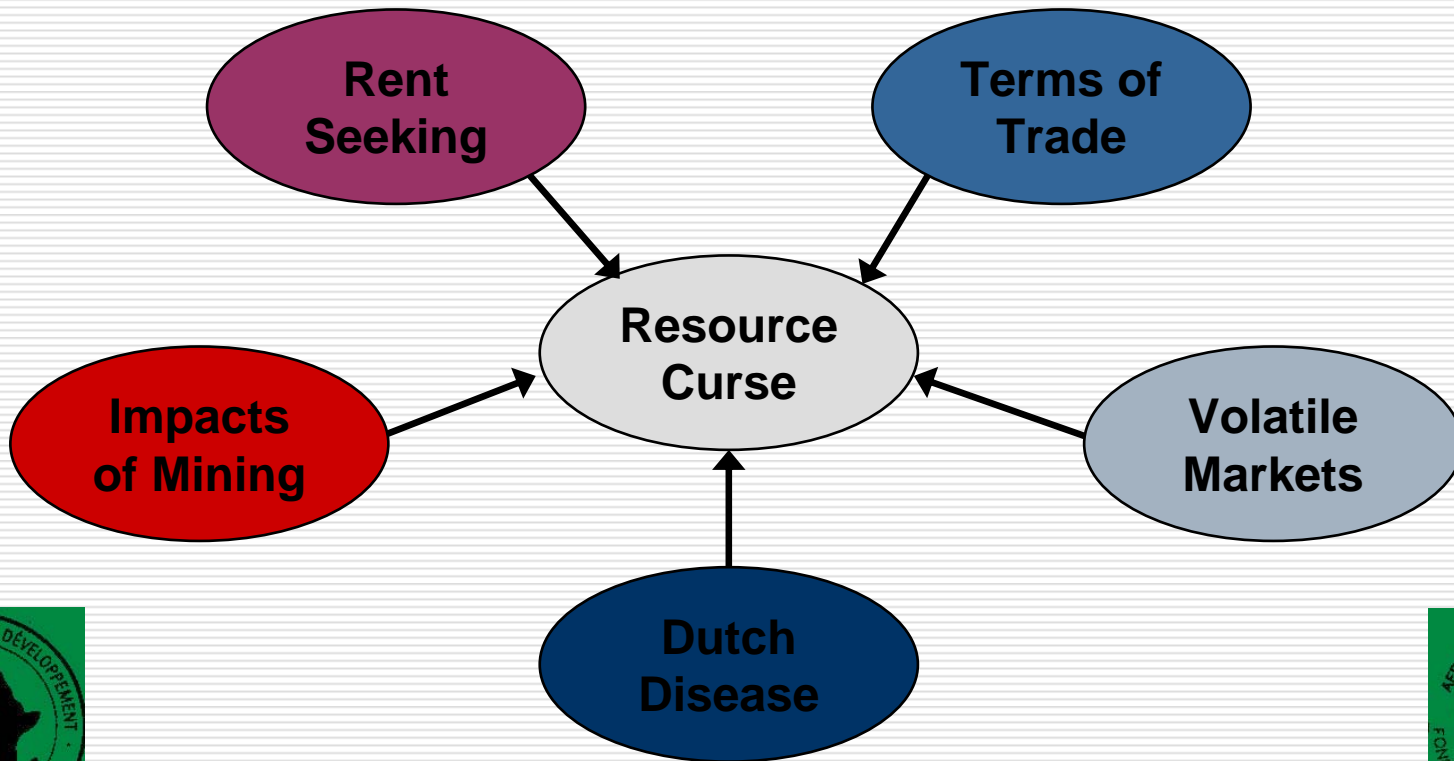 Rent
Seeking
Terms of
Trade
Resource
Curse
Impacts
of Mining
Volatile
Markets
Dutch
Disease
DÉVELOPPEMENT